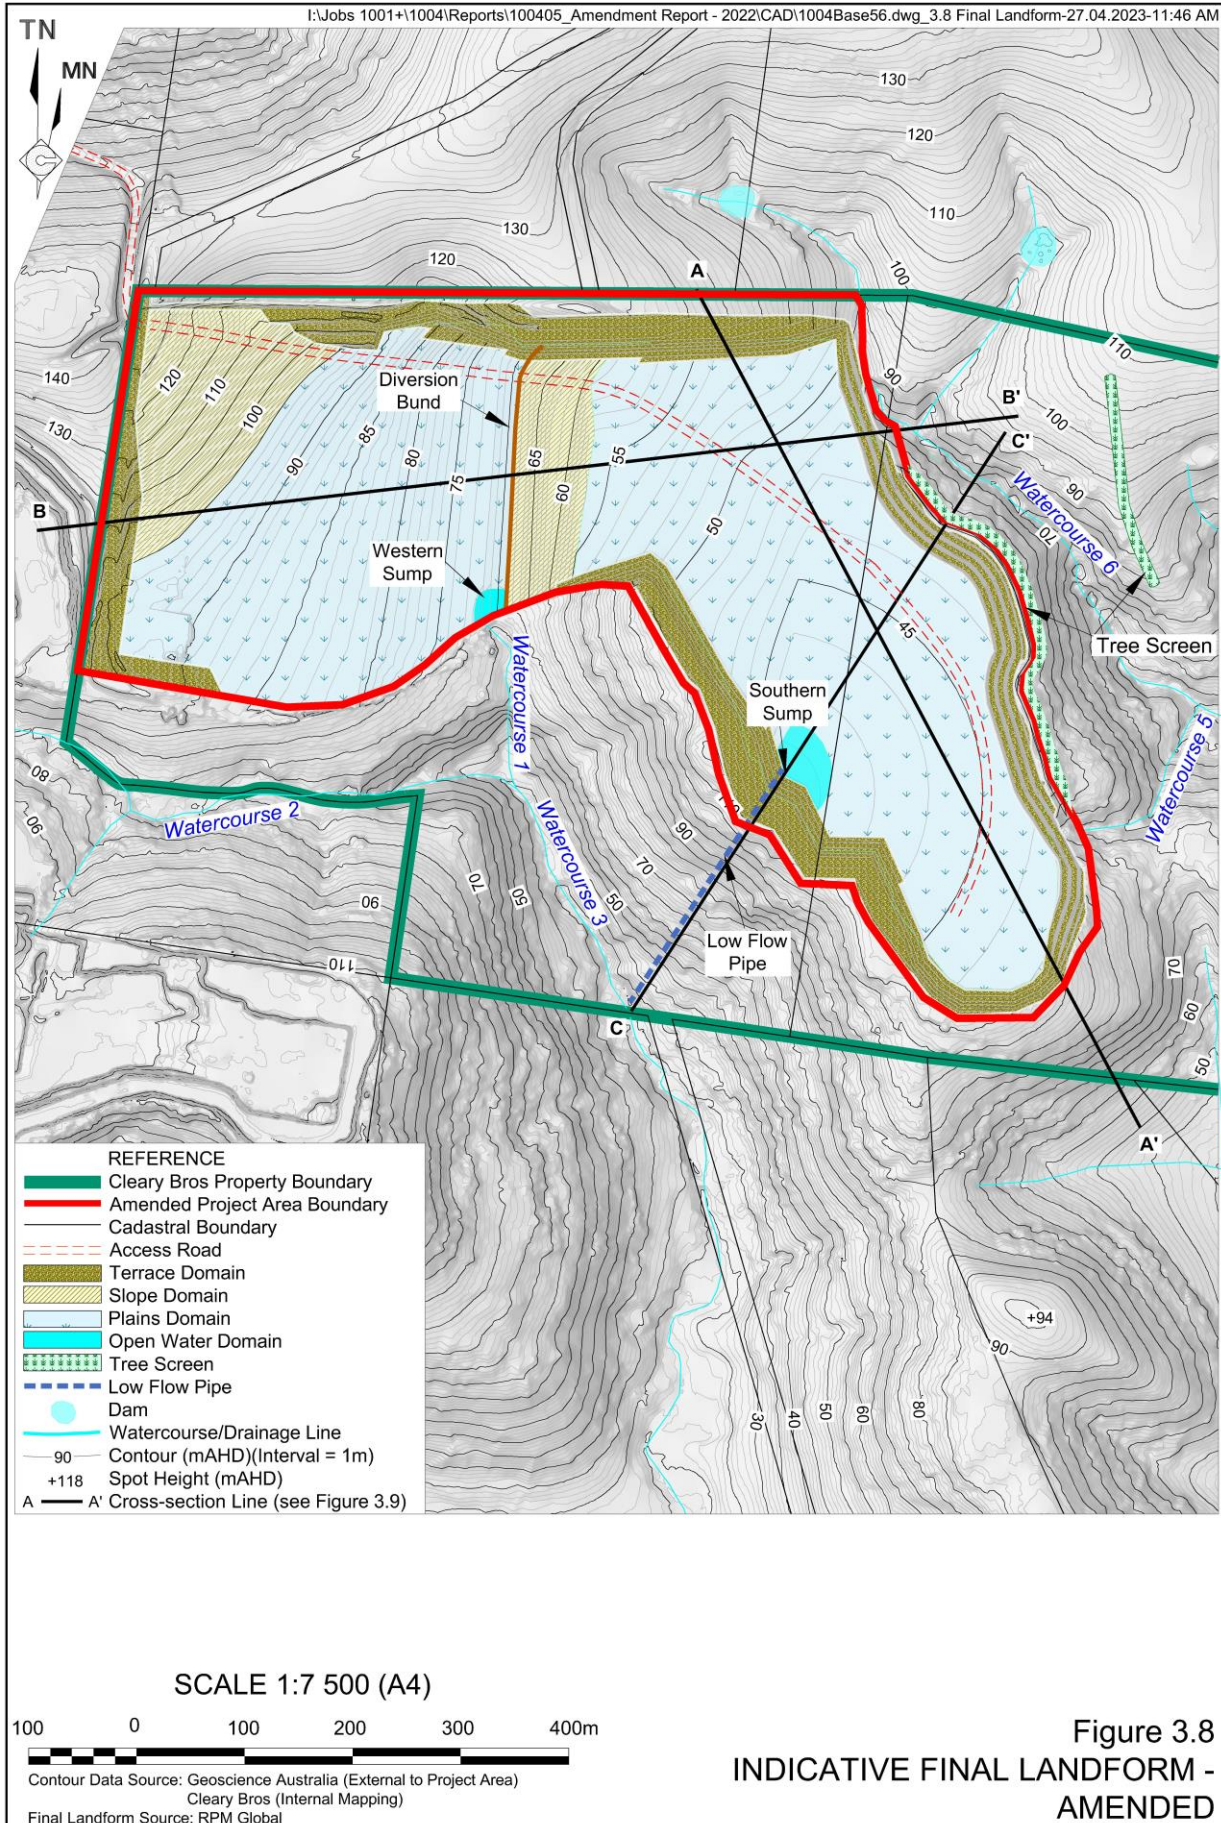 I:\Jobs 1001+\1004\Reports\100405_Amendment Report - 2022\CAD\1004Base56.dwg_3.8 Final Landform-27.04.2023-11:46 AM
TN
MN
130
120
110
130
120
100
A
110
140
130
120
110
100
90
85
80
75
65
60
55
50
45
90
Diversion
Bund
B'
C'
100
90
B
Western
Sump
Watercourse 6
70
Tree Screen
Southern
Sump
Watercourse 1
Watercourse 5
80
90
Watercourse 2
Watercourse 3
90
70
50
70
50
90
110
Low Flow
Pipe
C
70
60
50
A'
+94
90
30
40
50
60
80
REFERENCE
Cleary Bros Property Boundary
Amended Project Area Boundary
Cadastral Boundary
Access Road
Terrace Domain
Slope Domain
Plains Domain
Open Water Domain
Tree Screen
Low Flow Pipe
Dam
Watercourse/Drainage Line
90 Contour (mAHD)(Interval = 1m)
+118 Spot Height (mAHD)
A A' Cross-section Line (see Figure 3.9)
SCALE 1:7 500 (A4)
100 0 100 200 300 400m
Contour Data Source: Geoscience Australia (External to Project Area)
Cleary Bros (Internal Mapping)
Final Landform Source: RPM Global
Figure 3.8
INDICATIVE FINAL LANDFORM -
AMENDED